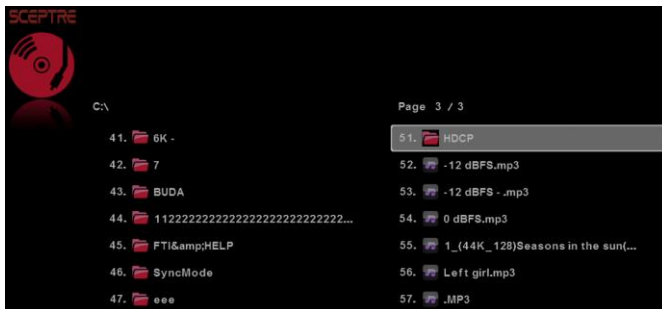 SCEPTRE
C:\
Page 3 / 3
41. 6K -
42. 7
43. BUDA
44. 112222222222222222222222222...
45. FTI&amp;HELP
46. SyncMode
47. eee
51. HDCP
52. -12 dBFS.mp3
53. -12 dBFS - .mp3
54. 0 dBFS.mp3
55. 1_(44K_128)Seasons in the sun(...
56. Left girl.mp3
57. .MP3